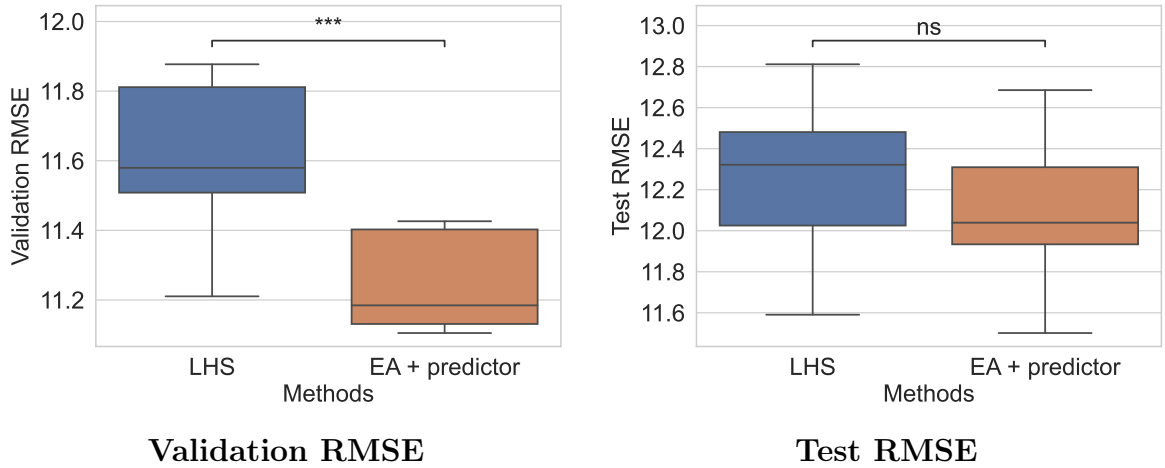 12.0
11.8
11.6
11.4
11.2
Validation RMSE
***
LHS
EA + predictor
Methods
13.0
12.8
12.6
12.4
12.2
12.0
11.8
11.6
Test RMSE
ns
LHS
EA + predictor
Methods
Validation RMSE
Test RMSE